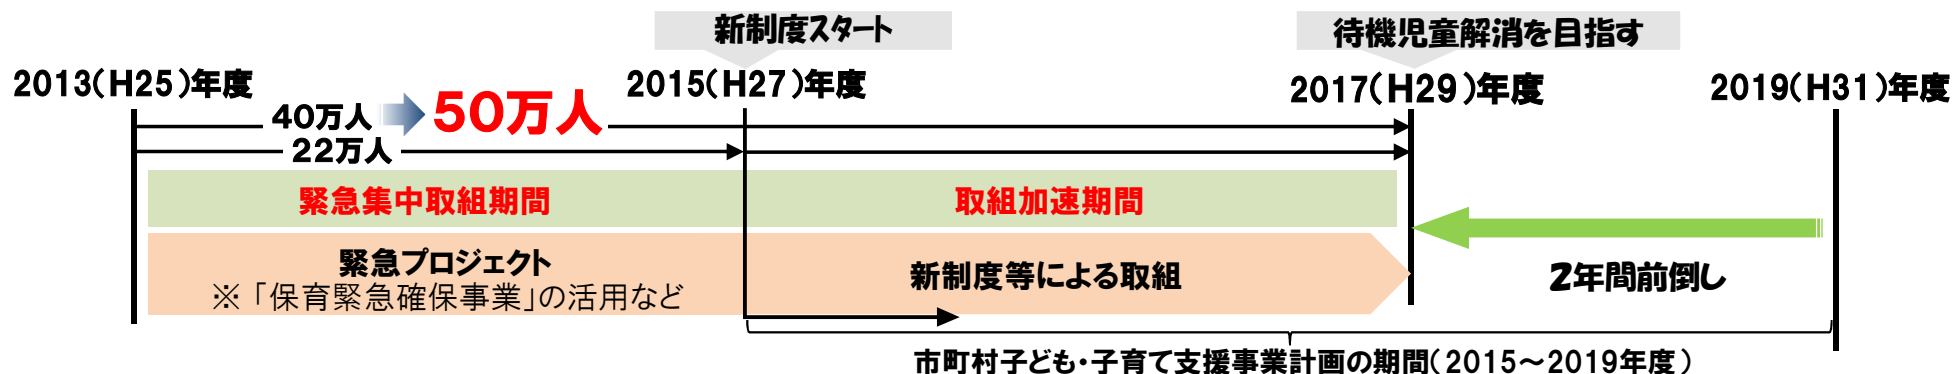 新制度スタート
待機児童解消を目指す
2013(H25)年度
2015(H27)年度
2017(H29)年度
2019(H31)年度
40万人
50万人
22万人
緊急集中取組期間
取組加速期間
緊急プロジェクト
※「保育緊急確保事業」の活用など
新制度等による取組
2年間前倒し
市町村子ども・子育て支援事業計画の期間(2015～2019年度)